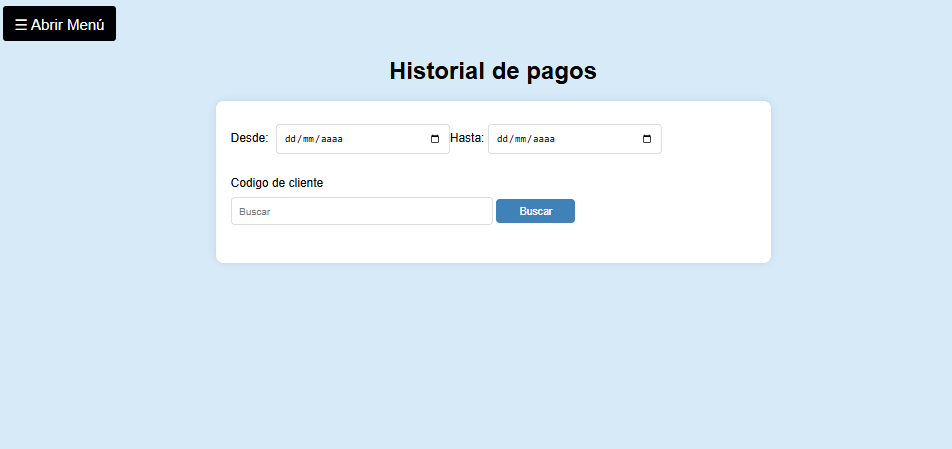 ☰ Abrir Menú
Historial de pagos
Desde: dd/mm/aaaa Hasta: dd/mm/aaaa
Codigo de cliente
Buscar Buscar